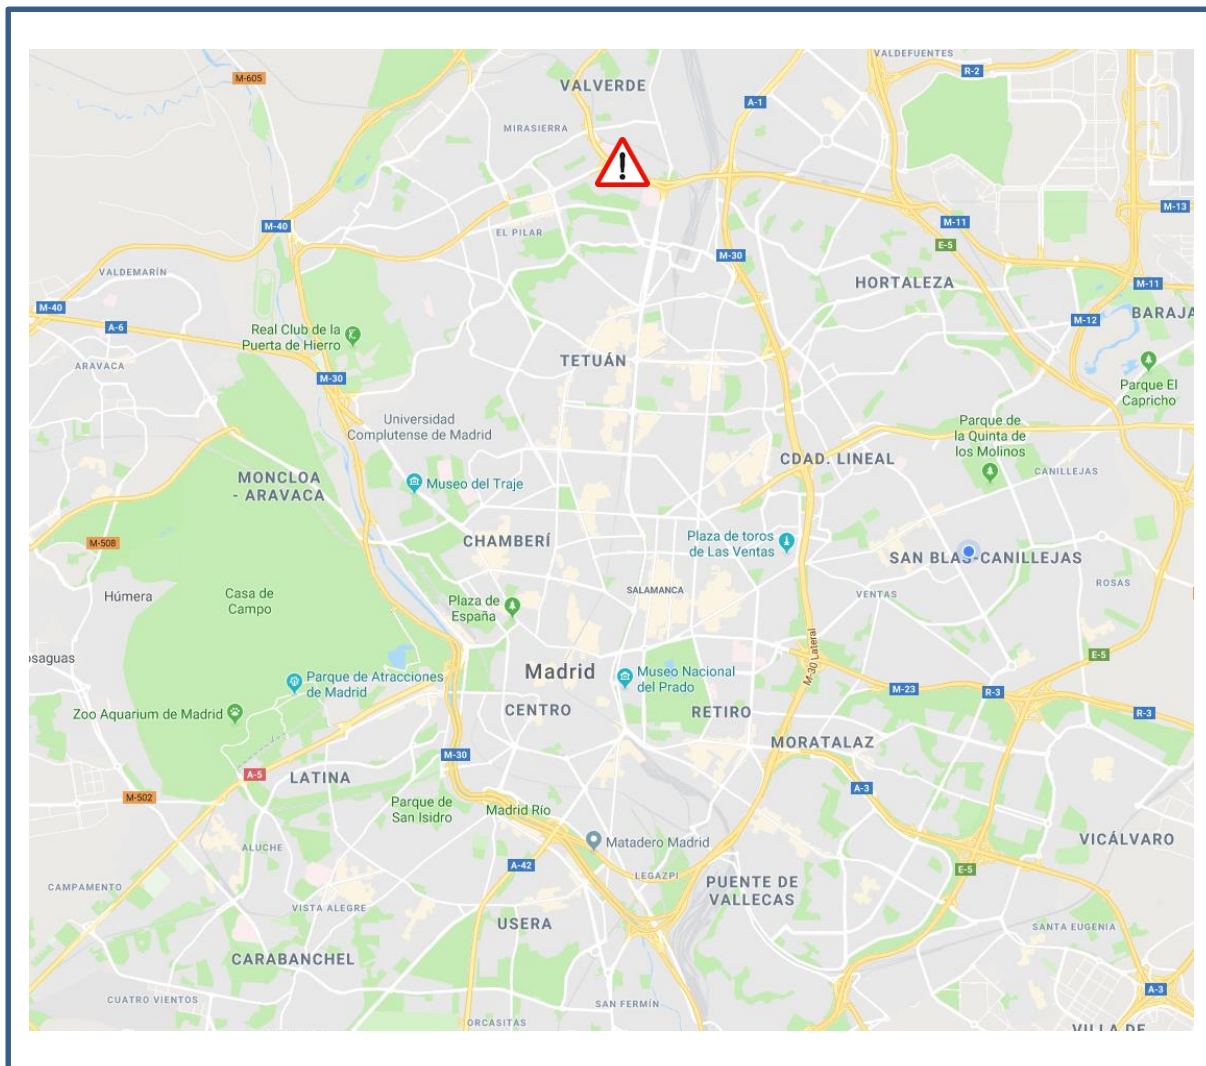 VALDEFUENTES
R-2
M-605
VALVERDE
A-1
MIRASIERRA
M-13
M-40
M-11
EL PILAR
E-5
M-30
VALDEMARÍN
HORTALEZA
M-11
M-40
BARAJA
M-12
A-6
Real Club de la
Puerta de Hierro
TETUÁN
ARAVACA
M-30
Parque El
Capricho
Universidad
Complutense de Madrid
Parque de
la Quinta de
los Molinos
CDAD. LINEAL
CANILLEJAS
MONCLOA
- ARAVACA
Museo del Traje
M-508
CHAMBERÍ
Plaza de toros
de Las Ventas
SAN BLAS-CANILLEJAS
ROSAS
Húmera
Casa de
Campo
SALAMANCA
VENTAS
Plaza de
España
M-30 Lateral
osaguas
E-5
Madrid
Museo Nacional
del Prado
Parque de Atracciones
de Madrid
M-23
R-3
Zoo Aquarium de Madrid
CENTRO
RETIRO
R-3
MORATALAZ
M-30
A-5
LATINA
A-3
M-502
Parque de
San Isidro
Madrid Río
Matadero Madrid
VICÁLVARO
ALUCHE
A-42
LEGAZPI
E-5
CAMPAMENTO
PUENTE DE
VALLECAS
VISTA ALEGRE
USERA
SANTA EUGENIA
CARABANCHEL
A-3
CUATRO VIENTOS
SAN FERMÍN
ORCASITAS
VILLA DE